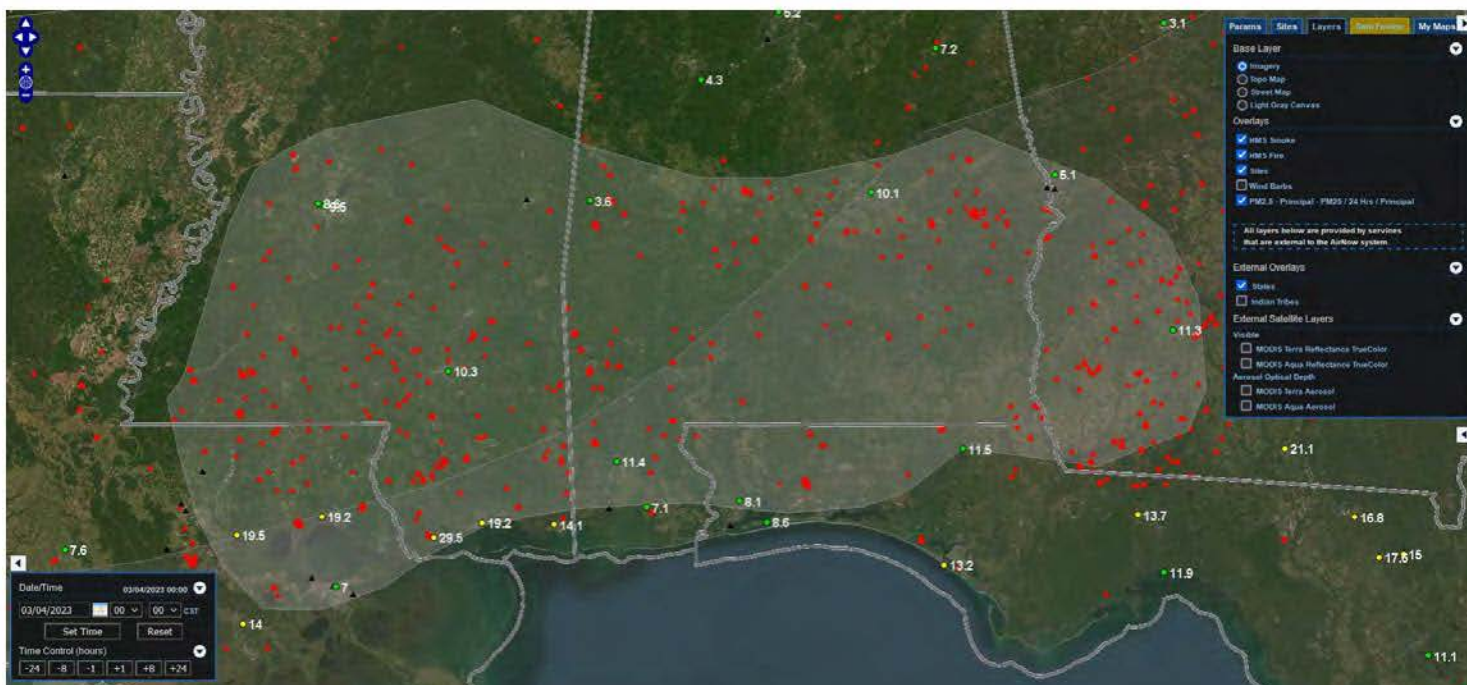 5.2
3.1
7.2
4.3
Params Sites Layers Data Fusion My Maps
Base Layer
Imagery
Topo Map
Street Map
Light Gray Canvas
Overlays
HMS Smoke
HMS Fire
Sites
Wind Barbs
PM2.5 - Principal - PM25 / 24 Hrs / Principal
All layers below are provided by services
that are external to the AirNow system
External Overlays
States
Indian Tribes
External Satellite Layers
Visible
MODIS Terra Reflectance TrueColor
MODIS Aqua Reflectance TrueColor
Aerosol Optical Depth
MODIS Terra Aerosol
MODIS Aqua Aerosol
10.1
3.6
11.3
10.3
11.5
21.1
11.4
8.1
7.1
8.6
19.2
19.2
14.1
13.7
16.8
19.5
29.5
7.6
15
13.2
11.9
7
14
11.1
Date/Time 03/04/2023 00:00
03/04/2023 00 00 CST
Set Time Reset
Time Control (hours)
-24 -8 -1 +1 +8 +24